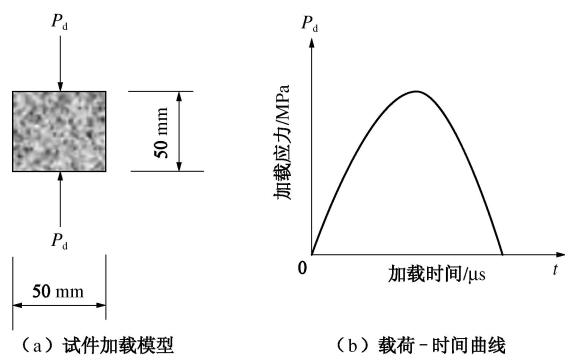 P_d
50 mm
P_d
50 mm
（a）试件加载模型
P_d
加载应力/MPa
0
加载时间/μs
t
（b）载荷-时间曲线